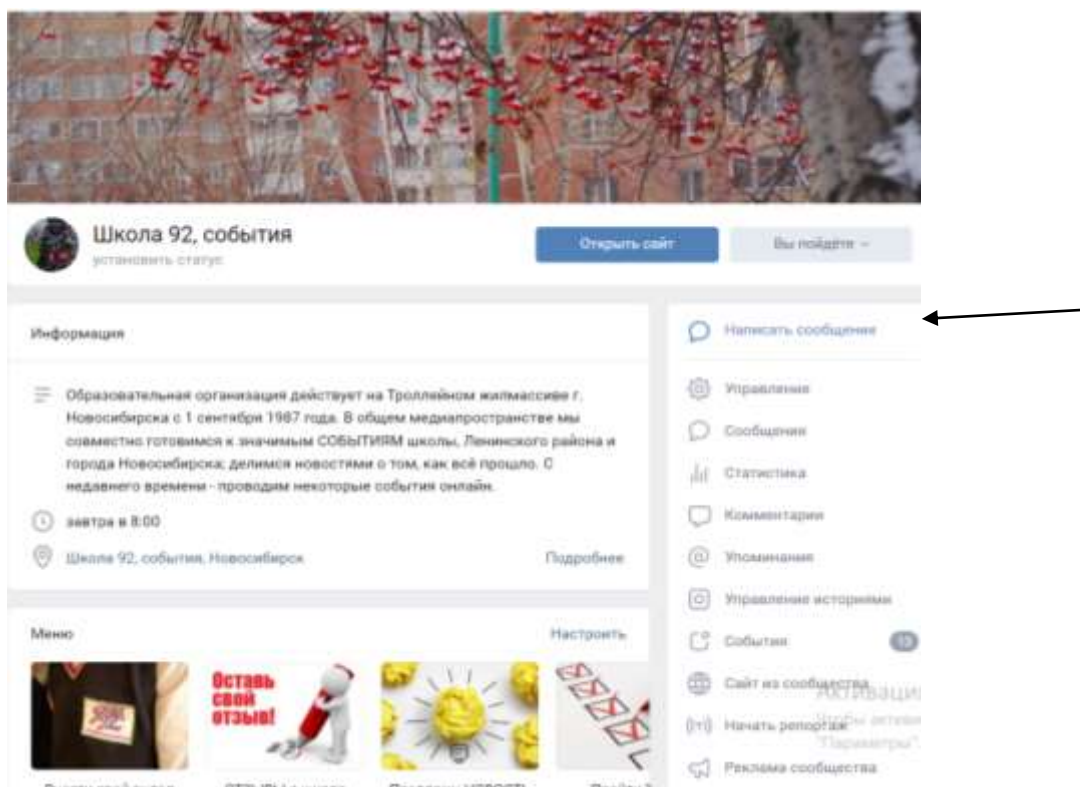 Школа 92, события
установить статус
Открыть сайт
Вы пойдёте
Информация
Образовательная организация действует на Троллейном жилмассиве г.
Новосибирска с 1 сентября 1987 года. В общем медиапространстве мы
совместно готовимся к значимым СОБЫТИЯМ школы, Ленинского района и
города Новосибирска; делимся новостями о том, как всё прошло. С
недавнего времени - проводим некоторые события онлайн.
завтра в 8:00
Школа 92, события, Новосибирск
Подробнее
Меню
Настроить
Оставь
свой
отзыв!
Написать сообщение
Управление
Сообщения
Статистика
Комментарии
Упоминания
Управление историями
События 13
Сайт из сообщества
Начать репортаж
Реклама сообщества